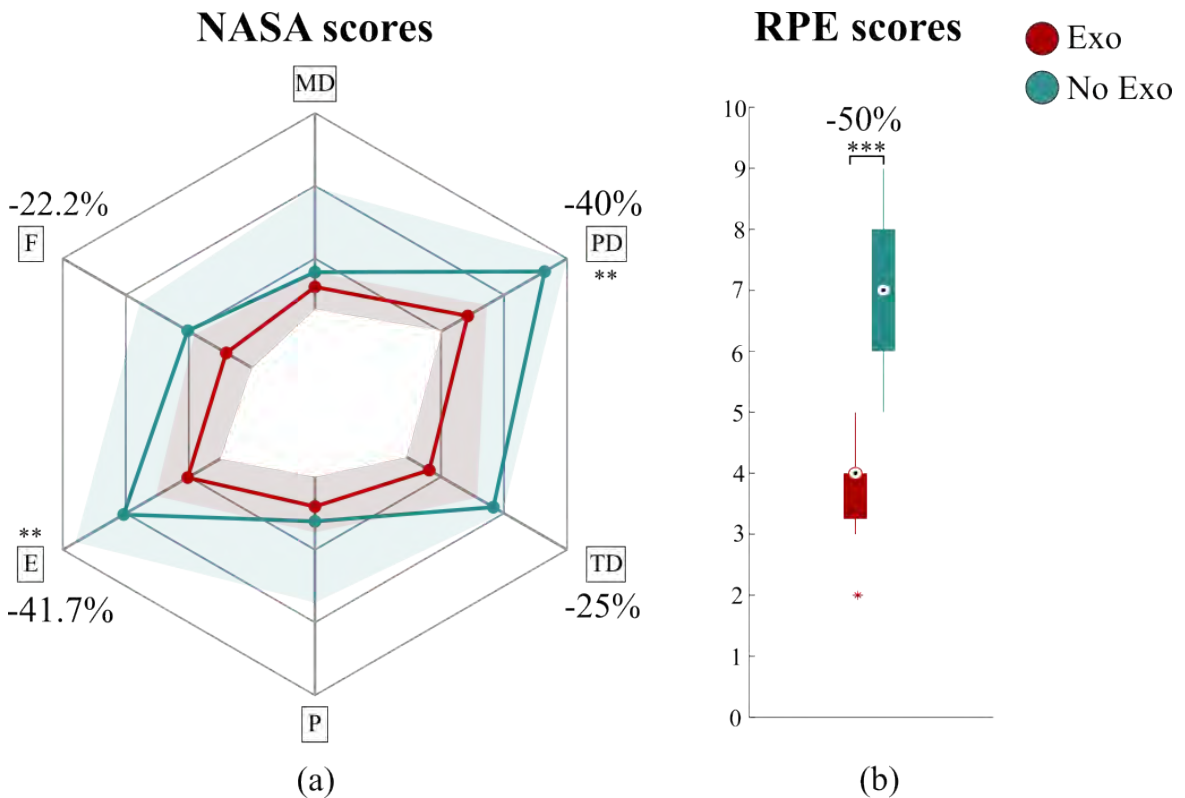 NASA scores
RPE scores
Exo
No Exo
MD
-22.2%
F
-40%
PD
**
**
E
-41.7%
TD
-25%
P
(a)
-50%
***
10
9
8
7
6
5
4
3
2
1
0
*
(b)